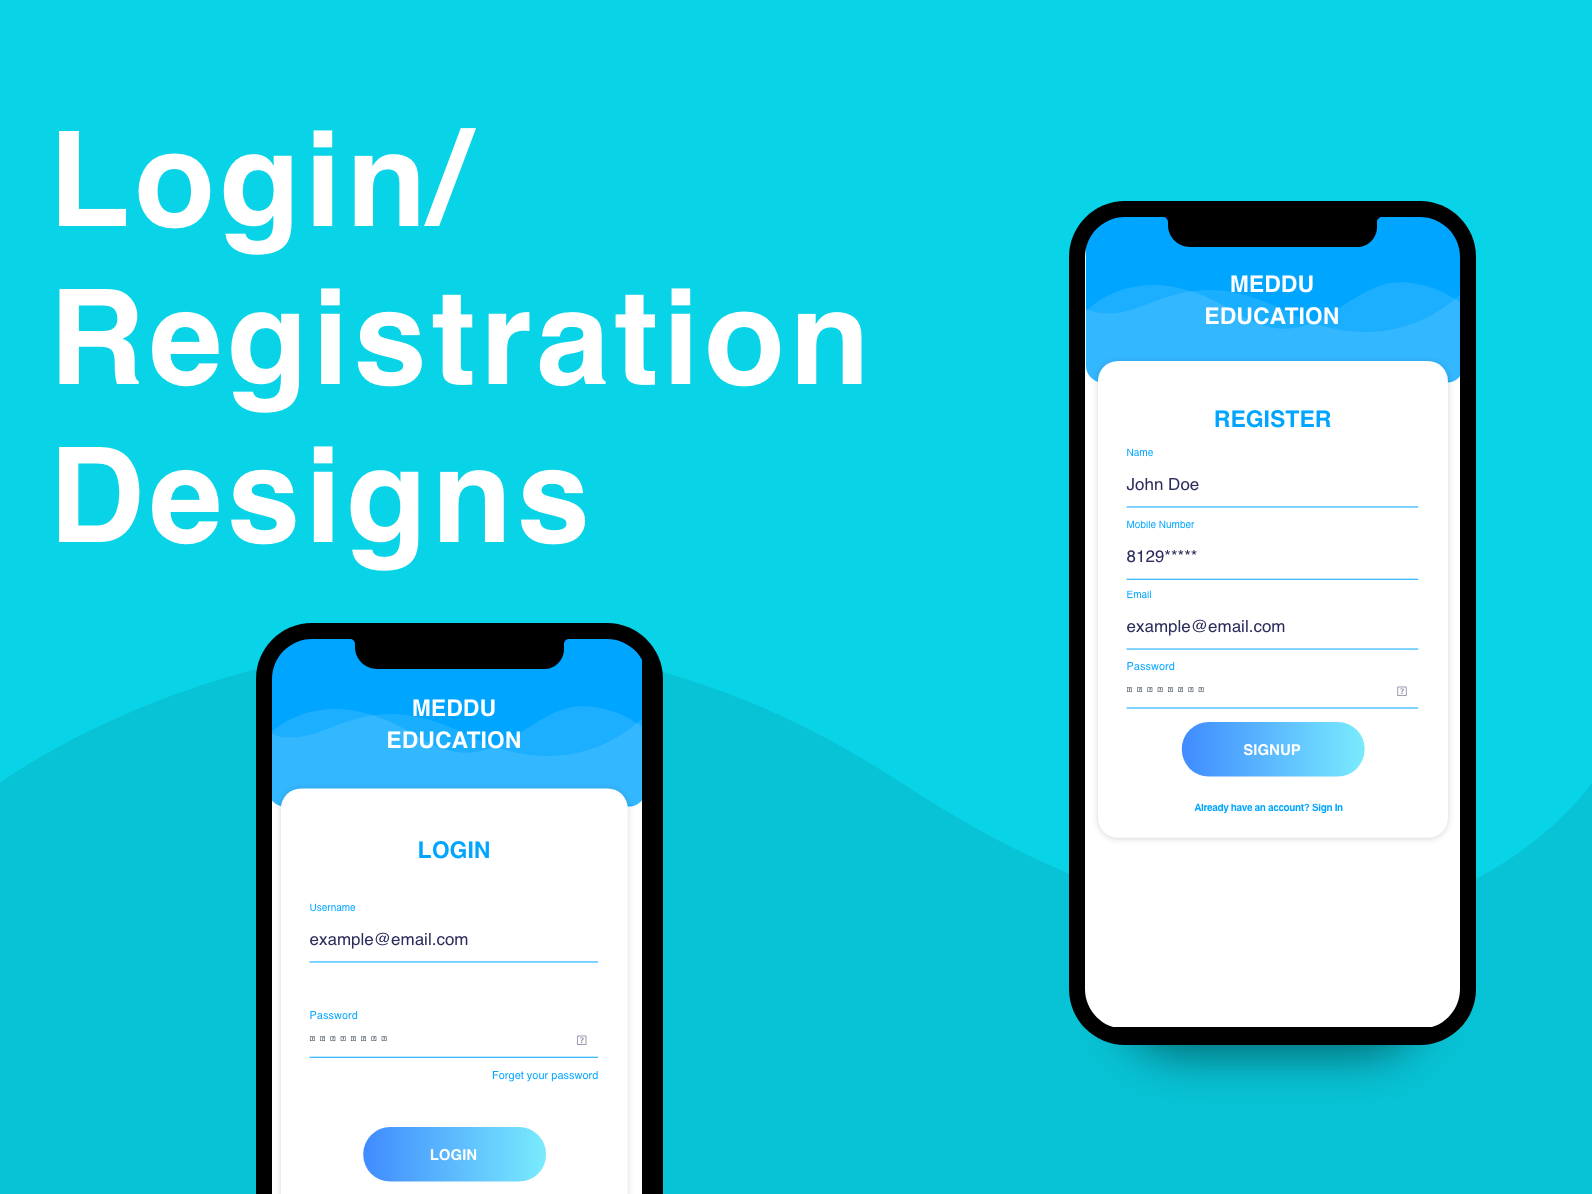 Login/
Registration
Designs
MEDDU
EDUCATION
LOGIN
Username
example@email.com
Password
Forget your password
LOGIN
MEDDU
EDUCATION
REGISTER
Name
John Doe
Mobile Number
8129*****
Email
example@email.com
Password
SIGNUP
Already have an account? Sign In